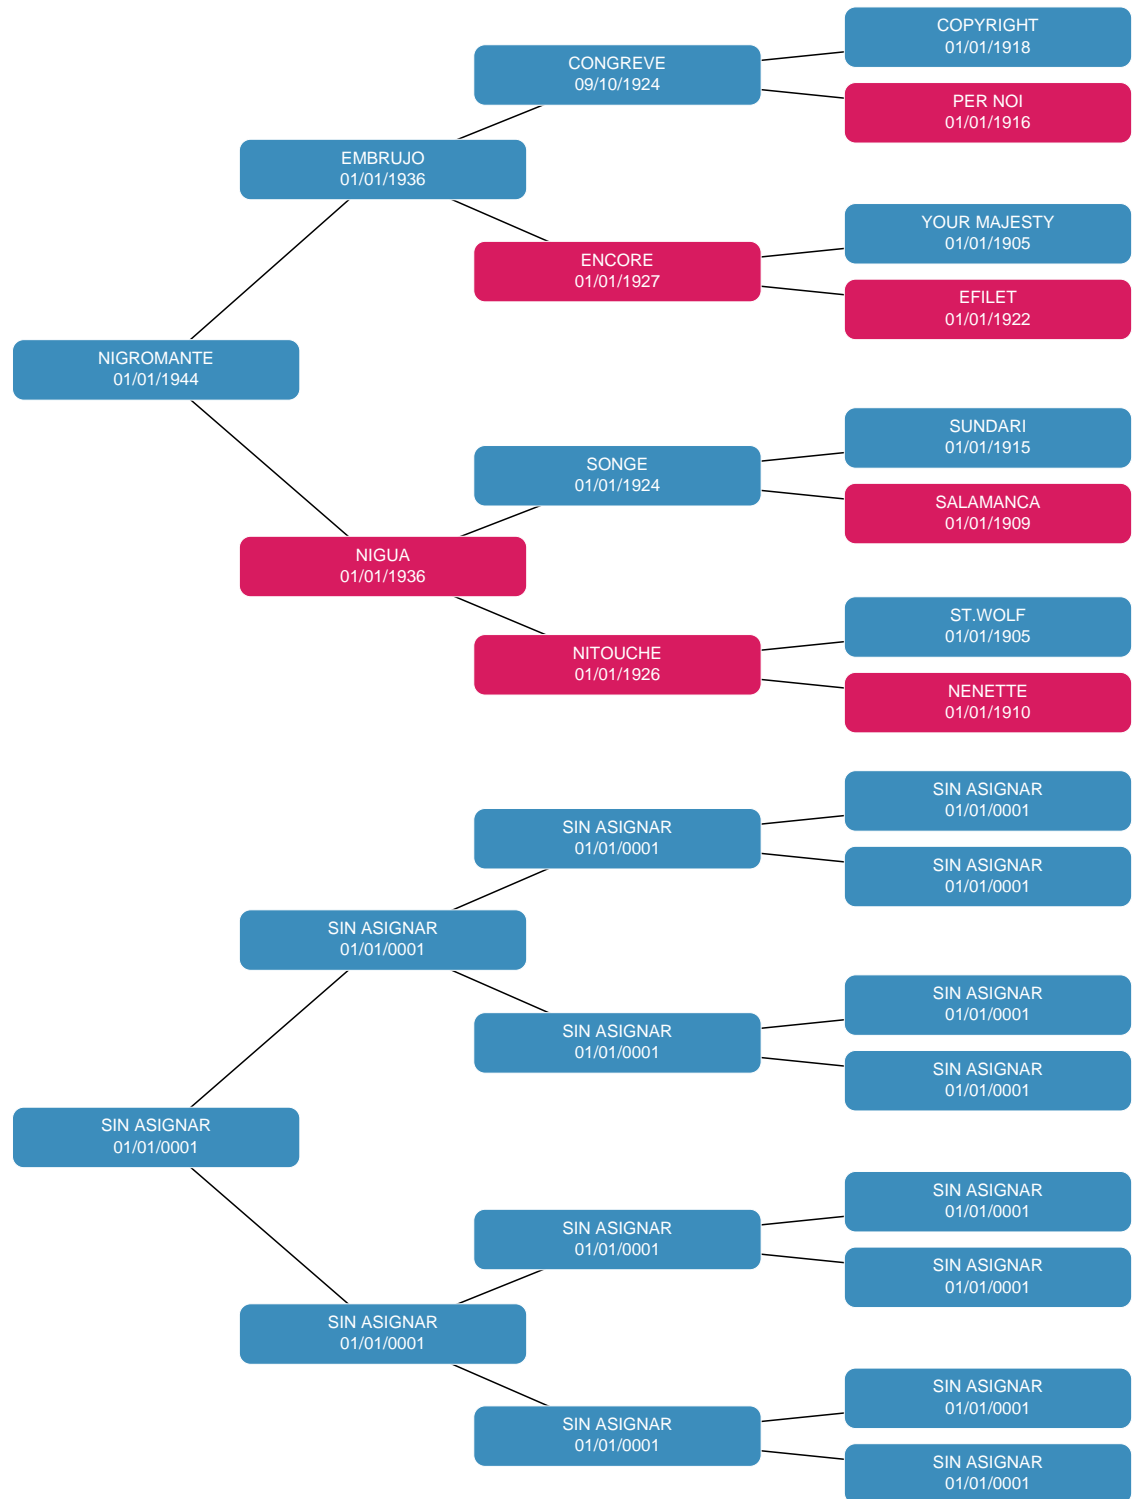 COPYRIGHT
01/01/1918
CONGREVE
09/10/1924
PER NOI
01/01/1916
EMBRUJO
01/01/1936
YOUR MAJESTY
01/01/1905
ENCORE
01/01/1927
EFILET
01/01/1922
NIGROMANTE
01/01/1944
SUNDARI
01/01/1915
SONGE
01/01/1924
SALAMANCA
01/01/1909
NIGUA
01/01/1936
ST.WOLF
01/01/1905
NITOUCHE
01/01/1926
NENETTE
01/01/1910
SIN ASIGNAR
01/01/0001
SIN ASIGNAR
01/01/0001
SIN ASIGNAR
01/01/0001
SIN ASIGNAR
01/01/0001
SIN ASIGNAR
01/01/0001
SIN ASIGNAR
01/01/0001
SIN ASIGNAR
01/01/0001
SIN ASIGNAR
01/01/0001
SIN ASIGNAR
01/01/0001
SIN ASIGNAR
01/01/0001
SIN ASIGNAR
01/01/0001
SIN ASIGNAR
01/01/0001
SIN ASIGNAR
01/01/0001
SIN ASIGNAR
01/01/0001
SIN ASIGNAR
01/01/0001